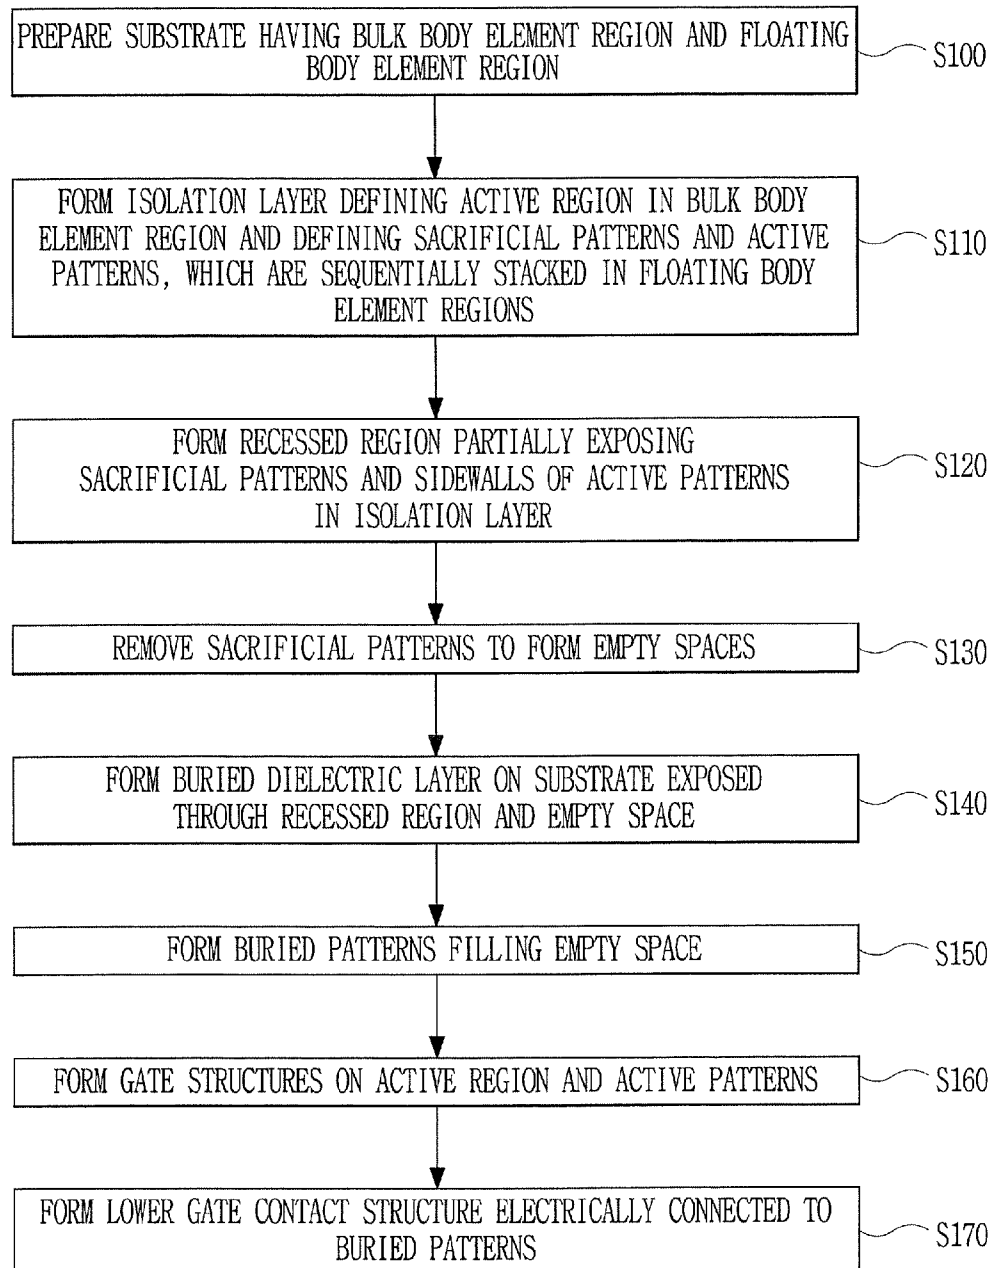 PREPARE SUBSTRATE HAVING BULK BODY ELEMENT REGION AND FLOATING
BODY ELEMENT REGION
S100
FORM ISOLATION LAYER DEFINING ACTIVE REGION IN BULK BODY
ELEMENT REGION AND DEFINING SACRIFICIAL PATTERNS AND ACTIVE
PATTERNS, WHICH ARE SEQUENTIALLY STACKED IN FLOATING BODY
ELEMENT REGIONS
S110
FORM RECESSED REGION PARTIALLY EXPOSING
SACRIFICIAL PATTERNS AND SIDEWALLS OF ACTIVE PATTERNS
IN ISOLATION LAYER
S120
REMOVE SACRIFICIAL PATTERNS TO FORM EMPTY SPACES
S130
FORM BURIED DIELECTRIC LAYER ON SUBSTRATE EXPOSED
THROUGH RECESSED REGION AND EMPTY SPACE
S140
FORM BURIED PATTERNS FILLING EMPTY SPACE
S150
FORM GATE STRUCTURES ON ACTIVE REGION AND ACTIVE PATTERNS
S160
FORM LOWER GATE CONTACT STRUCTURE ELECTRICALLY CONNECTED TO
BURIED PATTERNS
S170